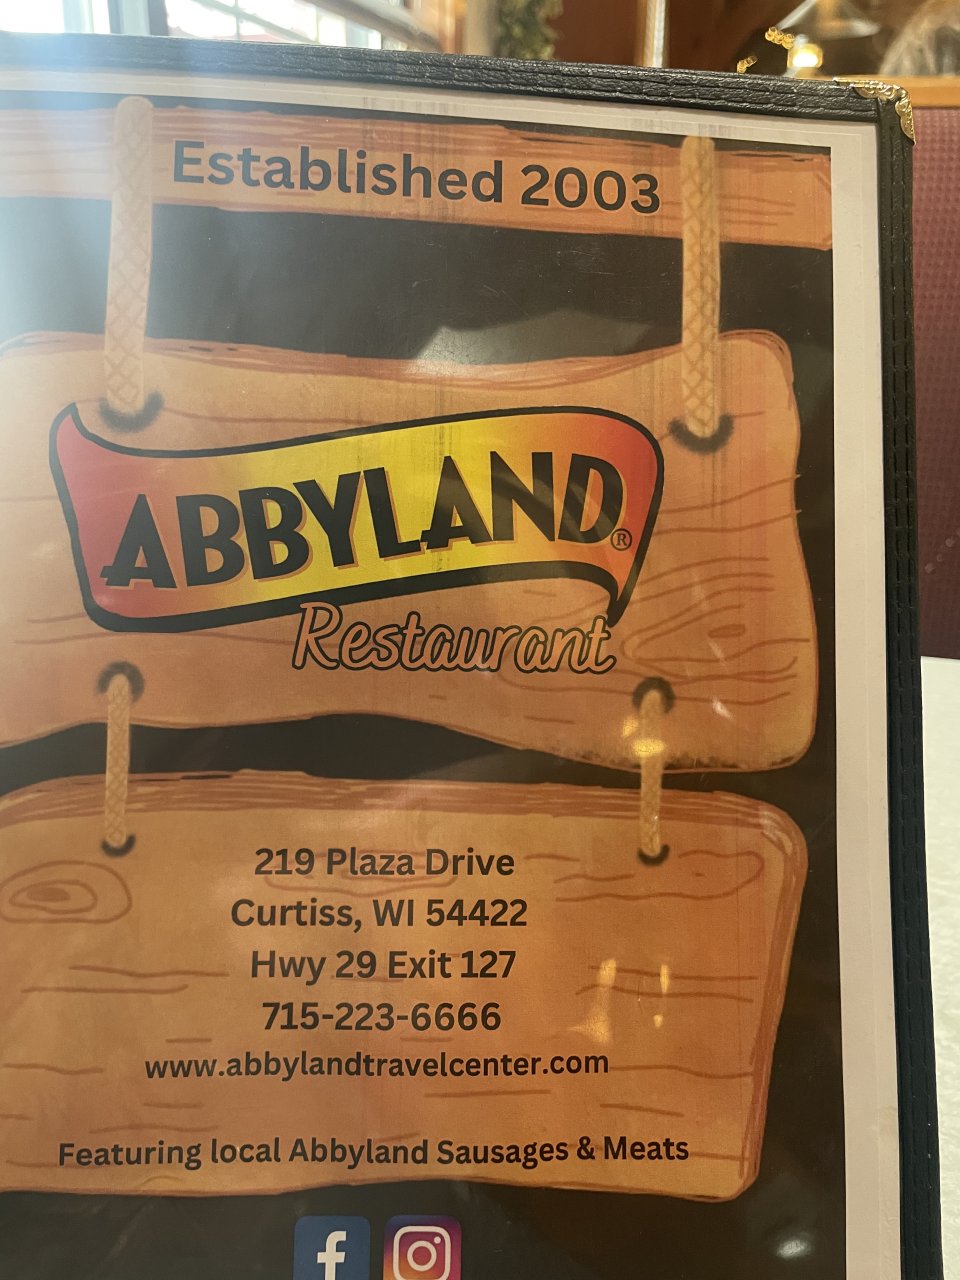 Established 2003
ABBYLAND®
Restaurant
219 Plaza Drive
Curtiss, WI 54422
Hwy 29 Exit 127
715-223-6666
www.abbylandtravelcenter.com
Featuring local Abbyland Sausages & Meats